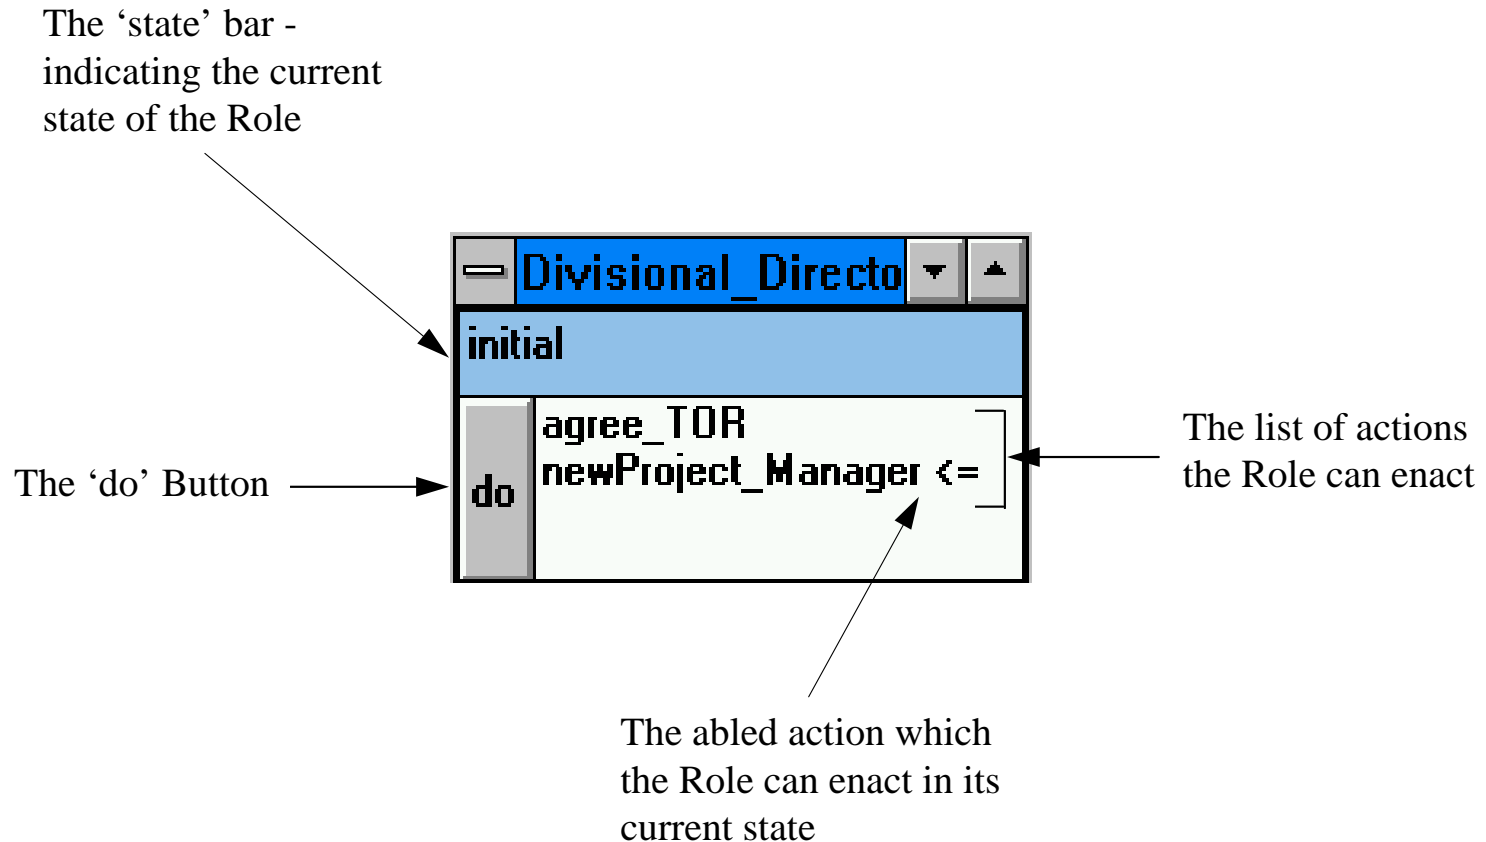 The ‘state’ bar -
indicating the current
state of the Role
Divisional_Directo
initial
agree_TOR
newProject_Manager <=
do
The ‘do’ Button
The list of actions
the Role can enact
The abled action which
the Role can enact in its
current state